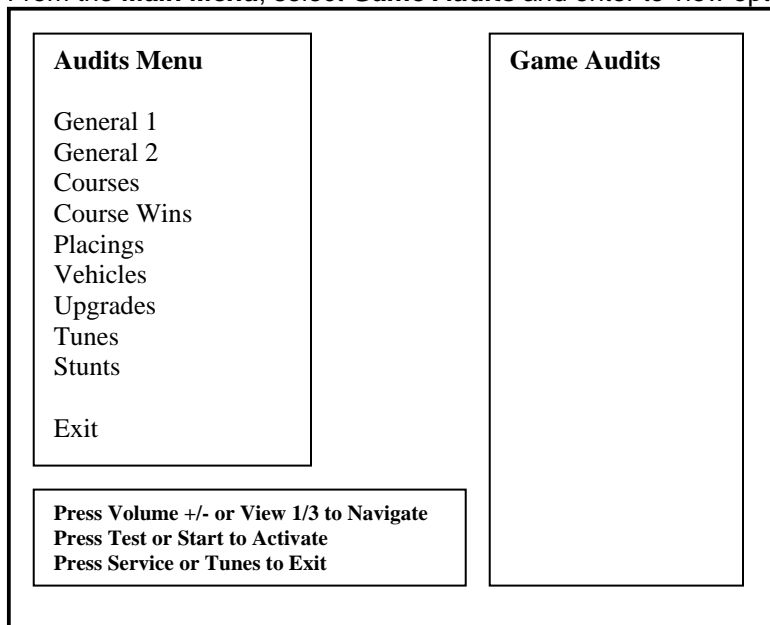 From the main menu, select Game Audits and enter to view opt
Audits Menu
General 1
General 2
Courses
Course Wins
Placings
Vehicles
Upgrades
Tunes
Stunts
Exit
Game Audits
Press Volume +/- or View 1/3 to Navigate
Press Test or Start to Activate
Press Service or Tunes to Exit